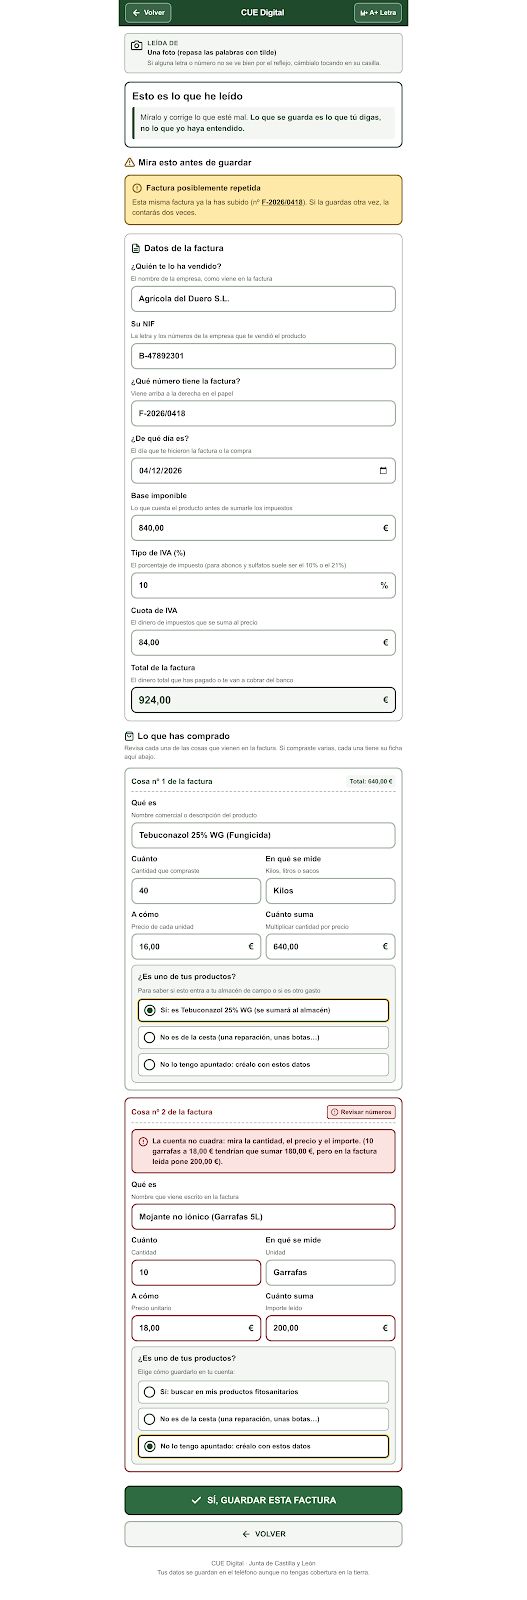 ← Volver
CUE Digital
A+ Letra
LEÍDA DE
Una foto (repasa las palabras con tilde)
Si alguna letra o número no se ve bien por el reflejo, cámbialo tocando en su casilla.
Esto es lo que he leído
Míralo y corrige lo que esté mal. Lo que se guarda es lo que tú digas,
no lo que yo haya entendido.
Mira esto antes de guardar
Factura posiblemente repetida
Esta misma factura ya la has subido (nº F-2026/0418). Si la guardas otra vez, la
contarás dos veces.
Datos de la factura
¿Quién te lo ha vendido?
El nombre de la empresa, como viene en la factura
Agrícola del Duero S.L.
Su NIF
La letra y los números de la empresa que te vendió el producto
B-47892301
¿Qué número tiene la factura?
Viene arriba a la derecha en el papel
F-2026/0418
¿De qué día es?
El día que te hicieron la factura o la compra
04/12/2026
Base imponible
Lo que cuesta el producto antes de sumarle los impuestos
840,00 €
Tipo de IVA (%)
El porcentaje de impuesto (para abonos y sulfatos suele ser el 10% o el 21%)
10 %
Cuota de IVA
El dinero de impuestos que se suma al precio
84,00 €
Total de la factura
El dinero total que has pagado o te van a cobrar del banco
924,00 €
Lo que has comprado
Revisa cada una de las cosas que vienen en la factura. Si compraste varias, cada una tiene su ficha
aquí abajo.
Cosa nº 1 de la factura
Total: 640,00 €
Qué es
Nombre comercial o descripción del producto
Tebuconazol 25% WG (Fungicida)
Cuánto
Cantidad que compraste
40
En qué se mide
Kilos, litros o sacos
Kilos
A cómo
Precio de cada unidad
16,00 €
Cuánto suma
Multiplicar cantidad por precio
640,00 €
¿Es uno de tus productos?
Para saber si esto entra a tu almacén de campo o si es otro gasto
Sí: es Tebuconazol 25% WG (se sumará al almacén)
No es de la cesta (una reparación, unas botas...)
No lo tengo apuntado: créalo con estos datos
Cosa nº 2 de la factura
Revisar números
La cuenta no cuadra: mira la cantidad, el precio y el importe. (10
garrafas a 18,00 € tendrían que sumar 180,00 €, pero en la factura
leída pone 200,00 €).
Qué es
Nombre que viene escrito en la factura
Mojante no iónico (Garrafas 5L)
Cuánto
Cantidad
10
En qué se mide
Unidad
Garrafas
A cómo
Precio unitario
18,00 €
Cuánto suma
Importe leído
200,00 €
¿Es uno de tus productos?
Elige cómo guardarlo en tu cuenta:
Sí: buscar en mis productos fitosanitarios
No es de la cesta (una reparación, unas botas...)
No lo tengo apuntado: créalo con estos datos
SÍ, GUARDAR ESTA FACTURA
← VOLVER
CUE Digital · Junta de Castilla y León
Tus datos se guardan en el teléfono aunque no tengas cobertura en la tierra.